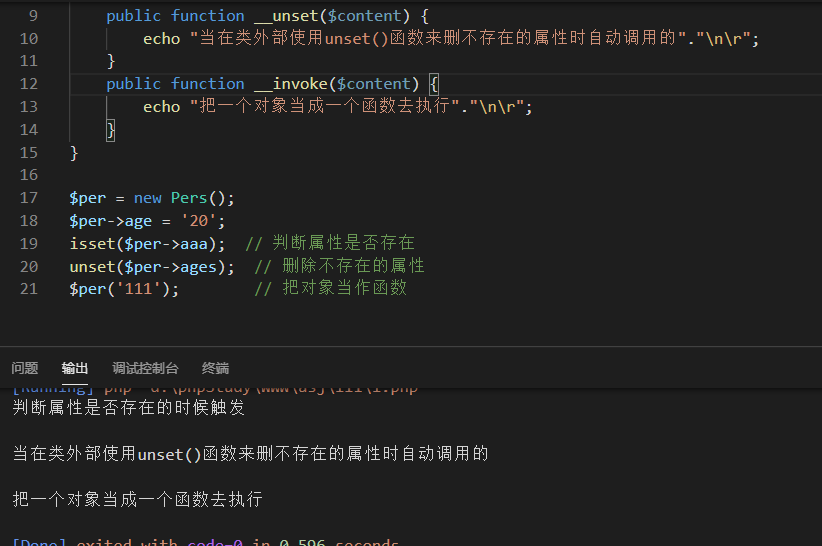 9 public function __unset($content) {
10 echo "当在类外部使用unset()函数来删不存在的属性时自动调用的"."\n\r";
11 }
12 public function __invoke($content) {
13 echo "把一个对象当成一个函数去执行"."\n\r";
14 }
15 }
16
17 $per = new Pers();
18 $per->age = '20';
19 isset($per->aaa); // 判断属性是否存在
20 unset($per->ages); // 删除不存在的属性
21 $per('111'); // 把对象当作函数
问题 输出 调试控制台 终端
[Running] php
判断属性是否存在的时候触发
当在类外部使用unset()函数来删不存在的属性时自动调用的
把一个对象当成一个函数去执行
[Done] exited with code=0 in 0.596 seconds